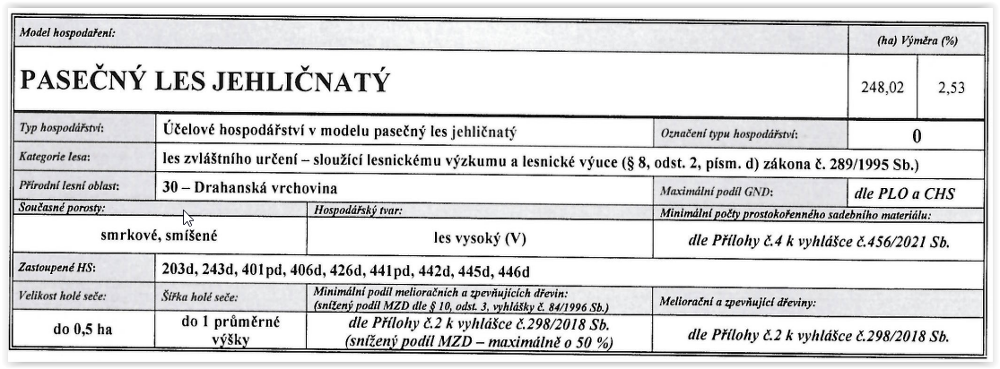 Model hospodaření:
(ha) Výměra (%)
PASEČNÝ LES JEHLIČNATÝ
248,02
2,53
Typ hospodářství:
Účelové hospodářství v modelu pasečný les jehličnatý
Označení typu hospodářství:
0
Kategorie lesa:
les zvláštního určení – sloužící lesnickému výzkumu a lesnické výuce (§ 8, odst. 2, písm. d) zákona č. 289/1995 Sb.)
Přírodní lesní oblast:
30 – Drahanská vrchovina
Maximální podíl GND:
dle PLO a CHS
Současné porosty:
Hospodářský tvar:
Minimální počty prostokořenného sadebního materiálu:
smrkové, smíšené
les vysoký (V)
dle Přílohy č.4 k vyhlášce č.456/2021 Sb.
Zastoupené HS:
203d, 243d, 401pd, 406d, 426d, 441pd, 442d, 445d, 446d
Velikost holé seče:
Šířka holé seče:
Minimální podíl melioračních a zpevňujících dřevin:
(snížený podíl MZD dle § 10, odst. 3, vyhlášky č. 84/1996 Sb.)
Meliorační a zpevňující dřeviny:
do 0,5 ha
do 1 průměrné
výšky
dle Přílohy č.2 k vyhlášce č.298/2018 Sb.
(snížený podíl MZD – maximálně o 50 %)
dle Přílohy č.2 k vyhlášce č.298/2018 Sb.